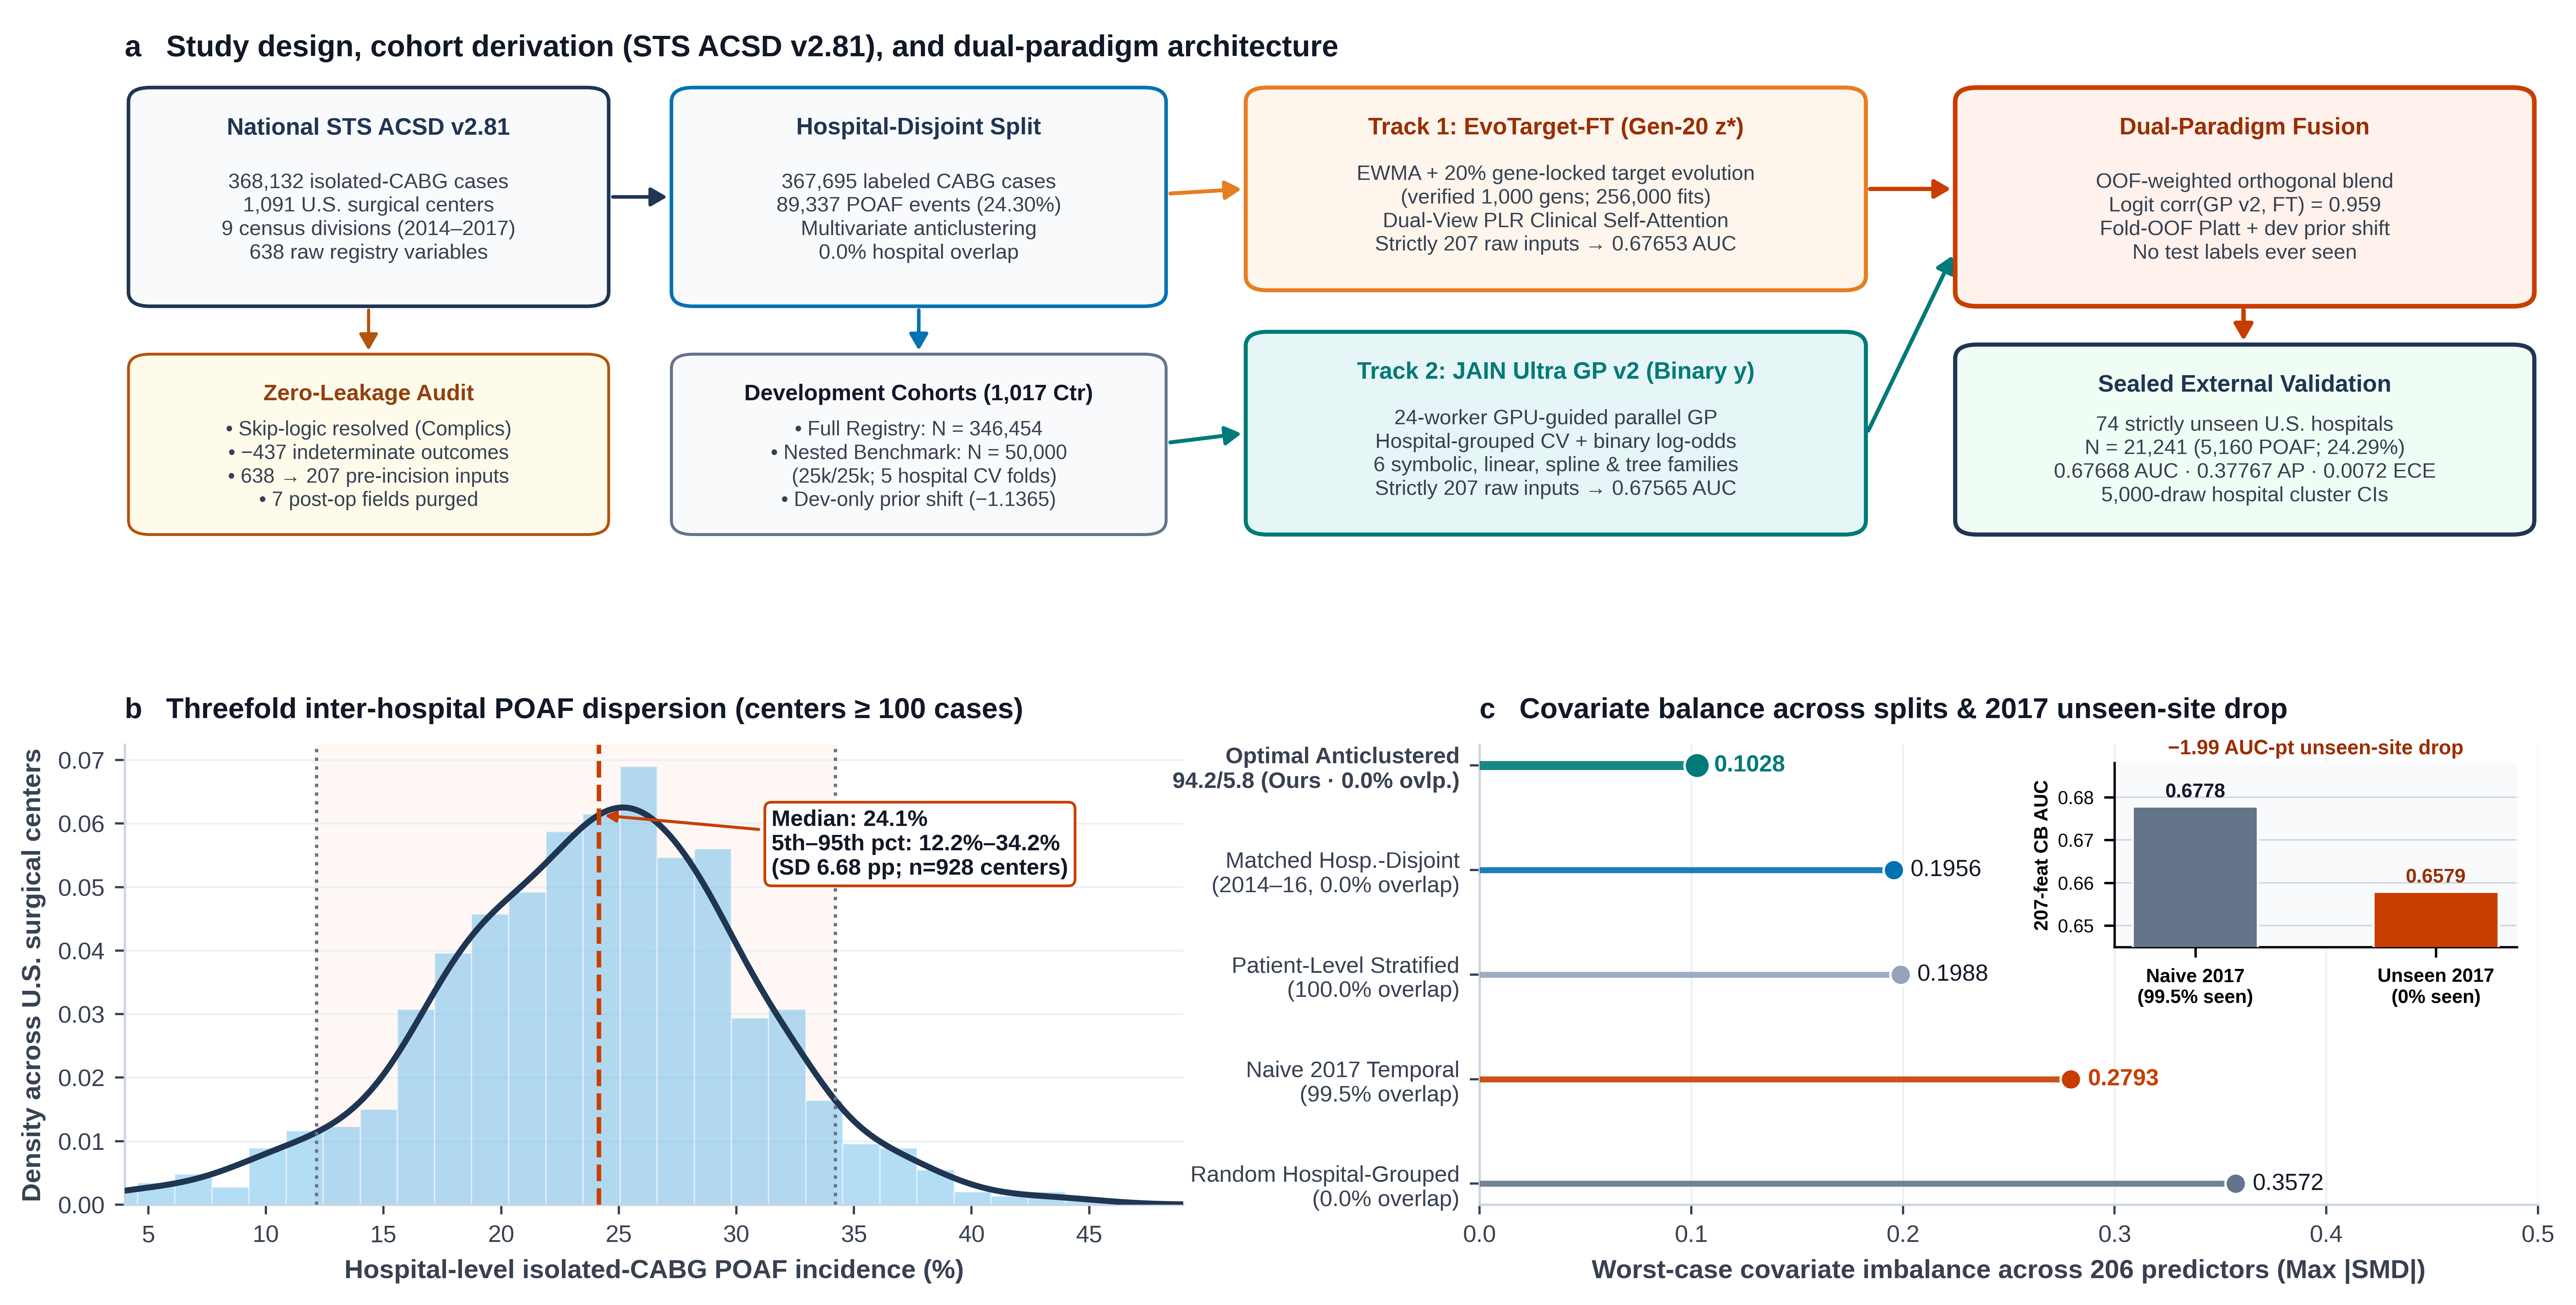 a Study design, cohort derivation (STS ACSD v2.81), and dual-paradigm architecture
National STS ACSD v2.81
368,132 isolated-CABG cases
1,091 U.S. surgical centers
9 census divisions (2014–2017)
638 raw registry variables
Hospital-Disjoint Split
367,695 labeled CABG cases
89,337 POAF events (24.30%)
Multivariate anticlustering
0.0% hospital overlap
Track 1: EvoTarget-FT (Gen-20 z*)
EWMA + 20% gene-locked target evolution
(verified 1,000 gens; 256,000 fits)
Dual-View PLR Clinical Self-Attention
Strictly 207 raw inputs → 0.67653 AUC
Dual-Paradigm Fusion
OOF-weighted orthogonal blend
Logit corr(GP v2, FT) = 0.959
Fold-OOF Platt + dev prior shift
No test labels ever seen
Zero-Leakage Audit
• Skip-logic resolved (Complics)
• −437 indeterminate outcomes
• 638 → 207 pre-incision inputs
• 7 post-op fields purged
Development Cohorts (1,017 Ctr)
• Full Registry: N = 346,454
• Nested Benchmark: N = 50,000
(25k/25k; 5 hospital CV folds)
• Dev-only prior shift (−1.1365)
Track 2: JAIN Ultra GP v2 (Binary y)
24-worker GPU-guided parallel GP
Hospital-grouped CV + binary log-odds
6 symbolic, linear, spline & tree families
Strictly 207 raw inputs → 0.67565 AUC
Sealed External Validation
74 strictly unseen U.S. hospitals
N = 21,241 (5,160 POAF; 24.29%)
0.67668 AUC · 0.37767 AP · 0.0072 ECE
5,000-draw hospital cluster CIs
b Threefold inter-hospital POAF dispersion (centers ≥ 100 cases)
Density across U.S. surgical centers
0.07
0.06
0.05
0.04
0.03
0.02
0.01
0.00
Median: 24.1%
5th–95th pct: 12.2%–34.2%
(SD 6.68 pp; n=928 centers)
5 10 15 20 25 30 35 40 45
Hospital-level isolated-CABG POAF incidence (%)
c Covariate balance across splits & 2017 unseen-site drop
Optimal Anticlustered
94.2/5.8 (Ours · 0.0% ovlp.)
0.1028
Matched Hosp.-Disjoint
(2014–16, 0.0% overlap)
0.1956
Patient-Level Stratified
(100.0% overlap)
0.1988
Naive 2017 Temporal
(99.5% overlap)
0.2793
Random Hospital-Grouped
(0.0% overlap)
0.3572
0.0 0.1 0.2 0.3 0.4 0.5
Worst-case covariate imbalance across 206 predictors (Max |SMD|)
−1.99 AUC-pt unseen-site drop
207-feat CB AUC
0.68
0.67
0.66
0.65
0.6778
0.6579
Naive 2017
(99.5% seen)
Unseen 2017
(0% seen)